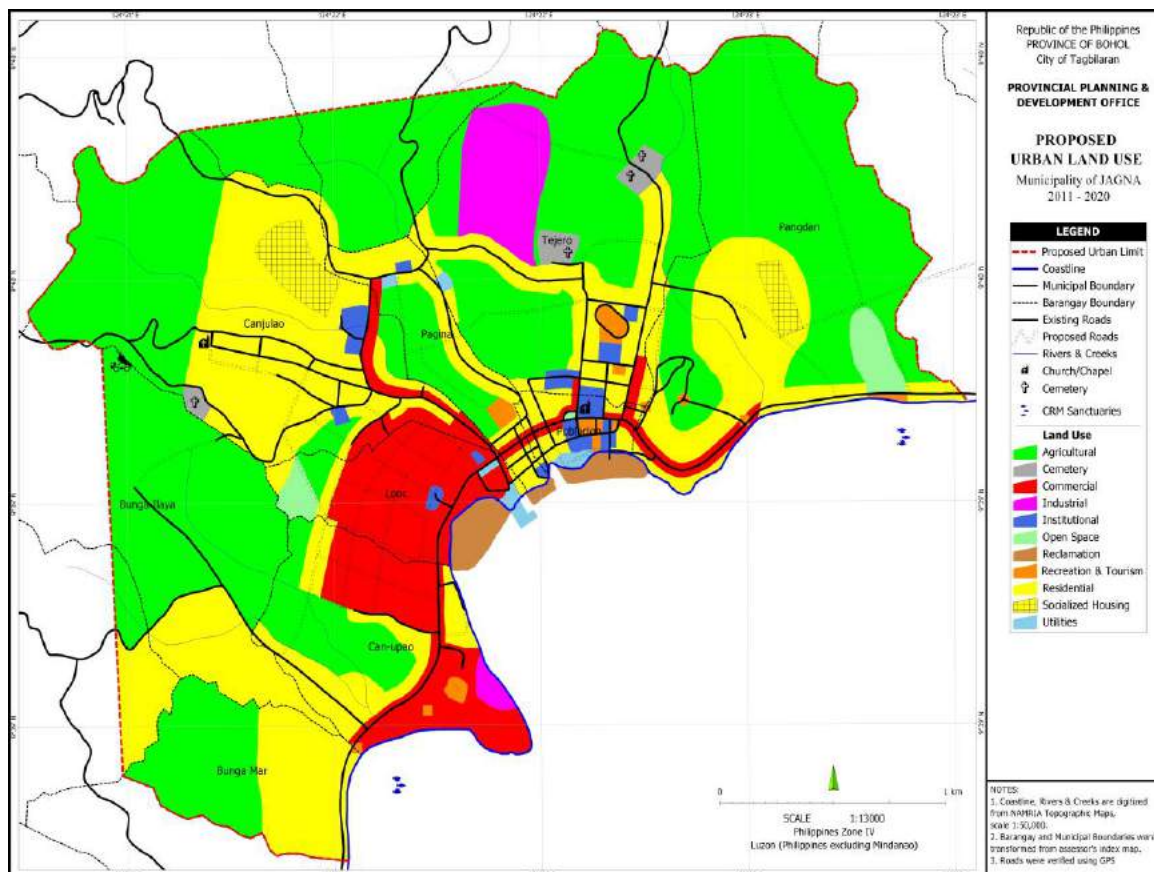 Republic of the Philippines
PROVINCE OF BOHOL
City of Tagbilaran
PROVINCIAL PLANNING &
DEVELOPMENT OFFICE
PROPOSED
URBAN LAND USE
Municipality of JAGNA
2011 - 2020
LEGEND
Proposed Urban Limit
Coastline
Municipal Boundary
Barangay Boundary
Existing Roads
Proposed Roads
Rivers & Creeks
Church/Chapel
Cemetery
CRM Sanctuaries
Land Use
Agricultural
Cemetery
Commercial
Industrial
Institutional
Open Space
Reclamation
Recreation & Tourism
Residential
Socialized Housing
Utilities
NOTES:
1. Coastline, Rivers & Creeks are digitized
from NAMRIA Topographic Maps,
scale 1:50,000.
2. Barangay and Municipal Boundaries were
transformed from assessor's index map.
3. Roads were verified using GPS
Pangdan
Tejero
Canjulao
Pagina
Poblacion
Looc
Bunga Ilaya
Can-upao
Bunga Mar
0
1 km
SCALE 1:13000
Philippines Zone IV
Luzon (Philippines excluding Mindanao)